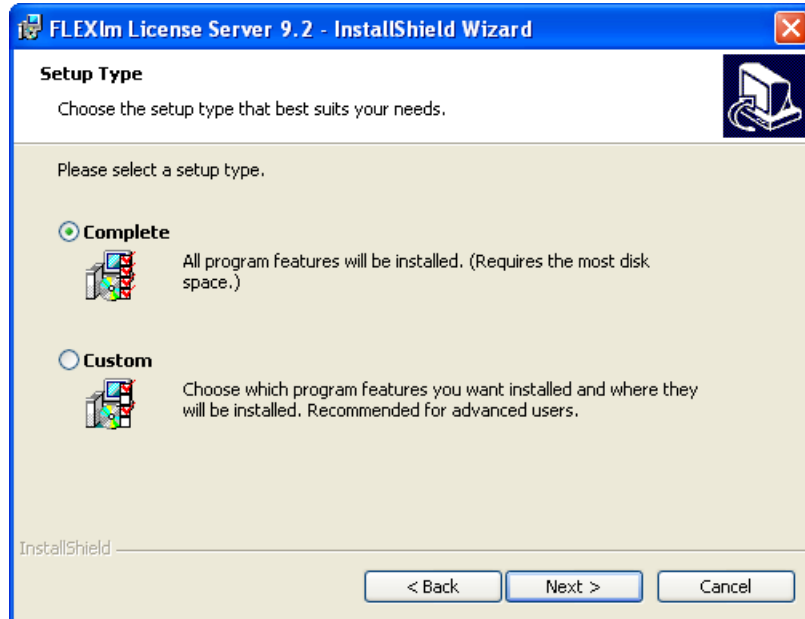 FLEXlm License Server 9.2 - InstallShield Wizard
Setup Type
Choose the setup type that best suits your needs.
Please select a setup type.
Complete
All program features will be installed. (Requires the most disk
space.)
Custom
Choose which program features you want installed and where they
will be installed. Recommended for advanced users.
InstallShield
< Back
Next >
Cancel